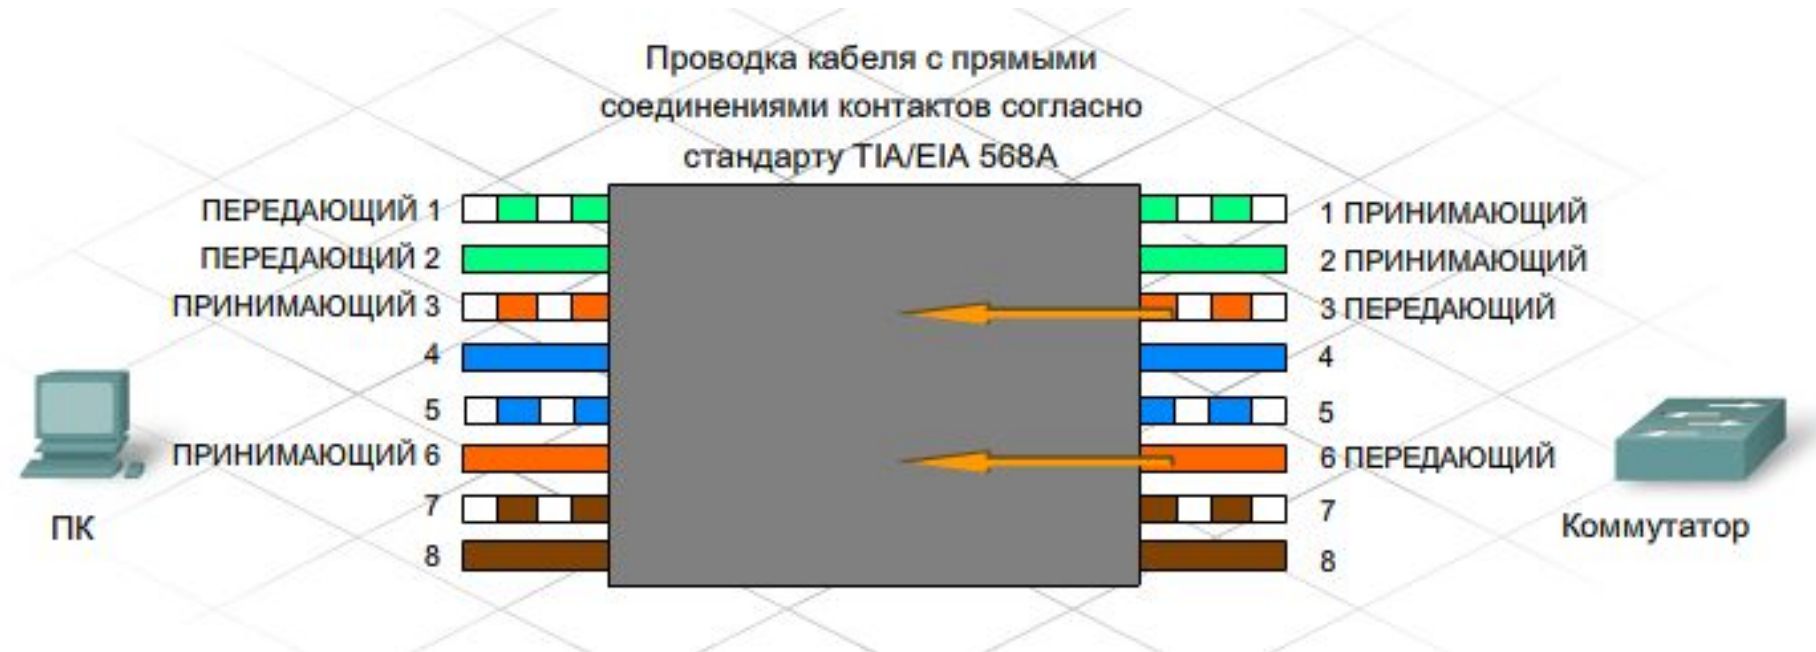 Проводка кабеля с прямыми
соединениями контактов согласно
стандарту TIA/EIA 568A
ПЕРЕДАЮЩИЙ 1
ПЕРЕДАЮЩИЙ 2
ПРИНИМАЮЩИЙ 3
4
5
ПРИНИМАЮЩИЙ 6
7
8
1 ПРИНИМАЮЩИЙ
2 ПРИНИМАЮЩИЙ
3 ПЕРЕДАЮЩИЙ
4
5
6 ПЕРЕДАЮЩИЙ
7
8
ПК
Коммутатор